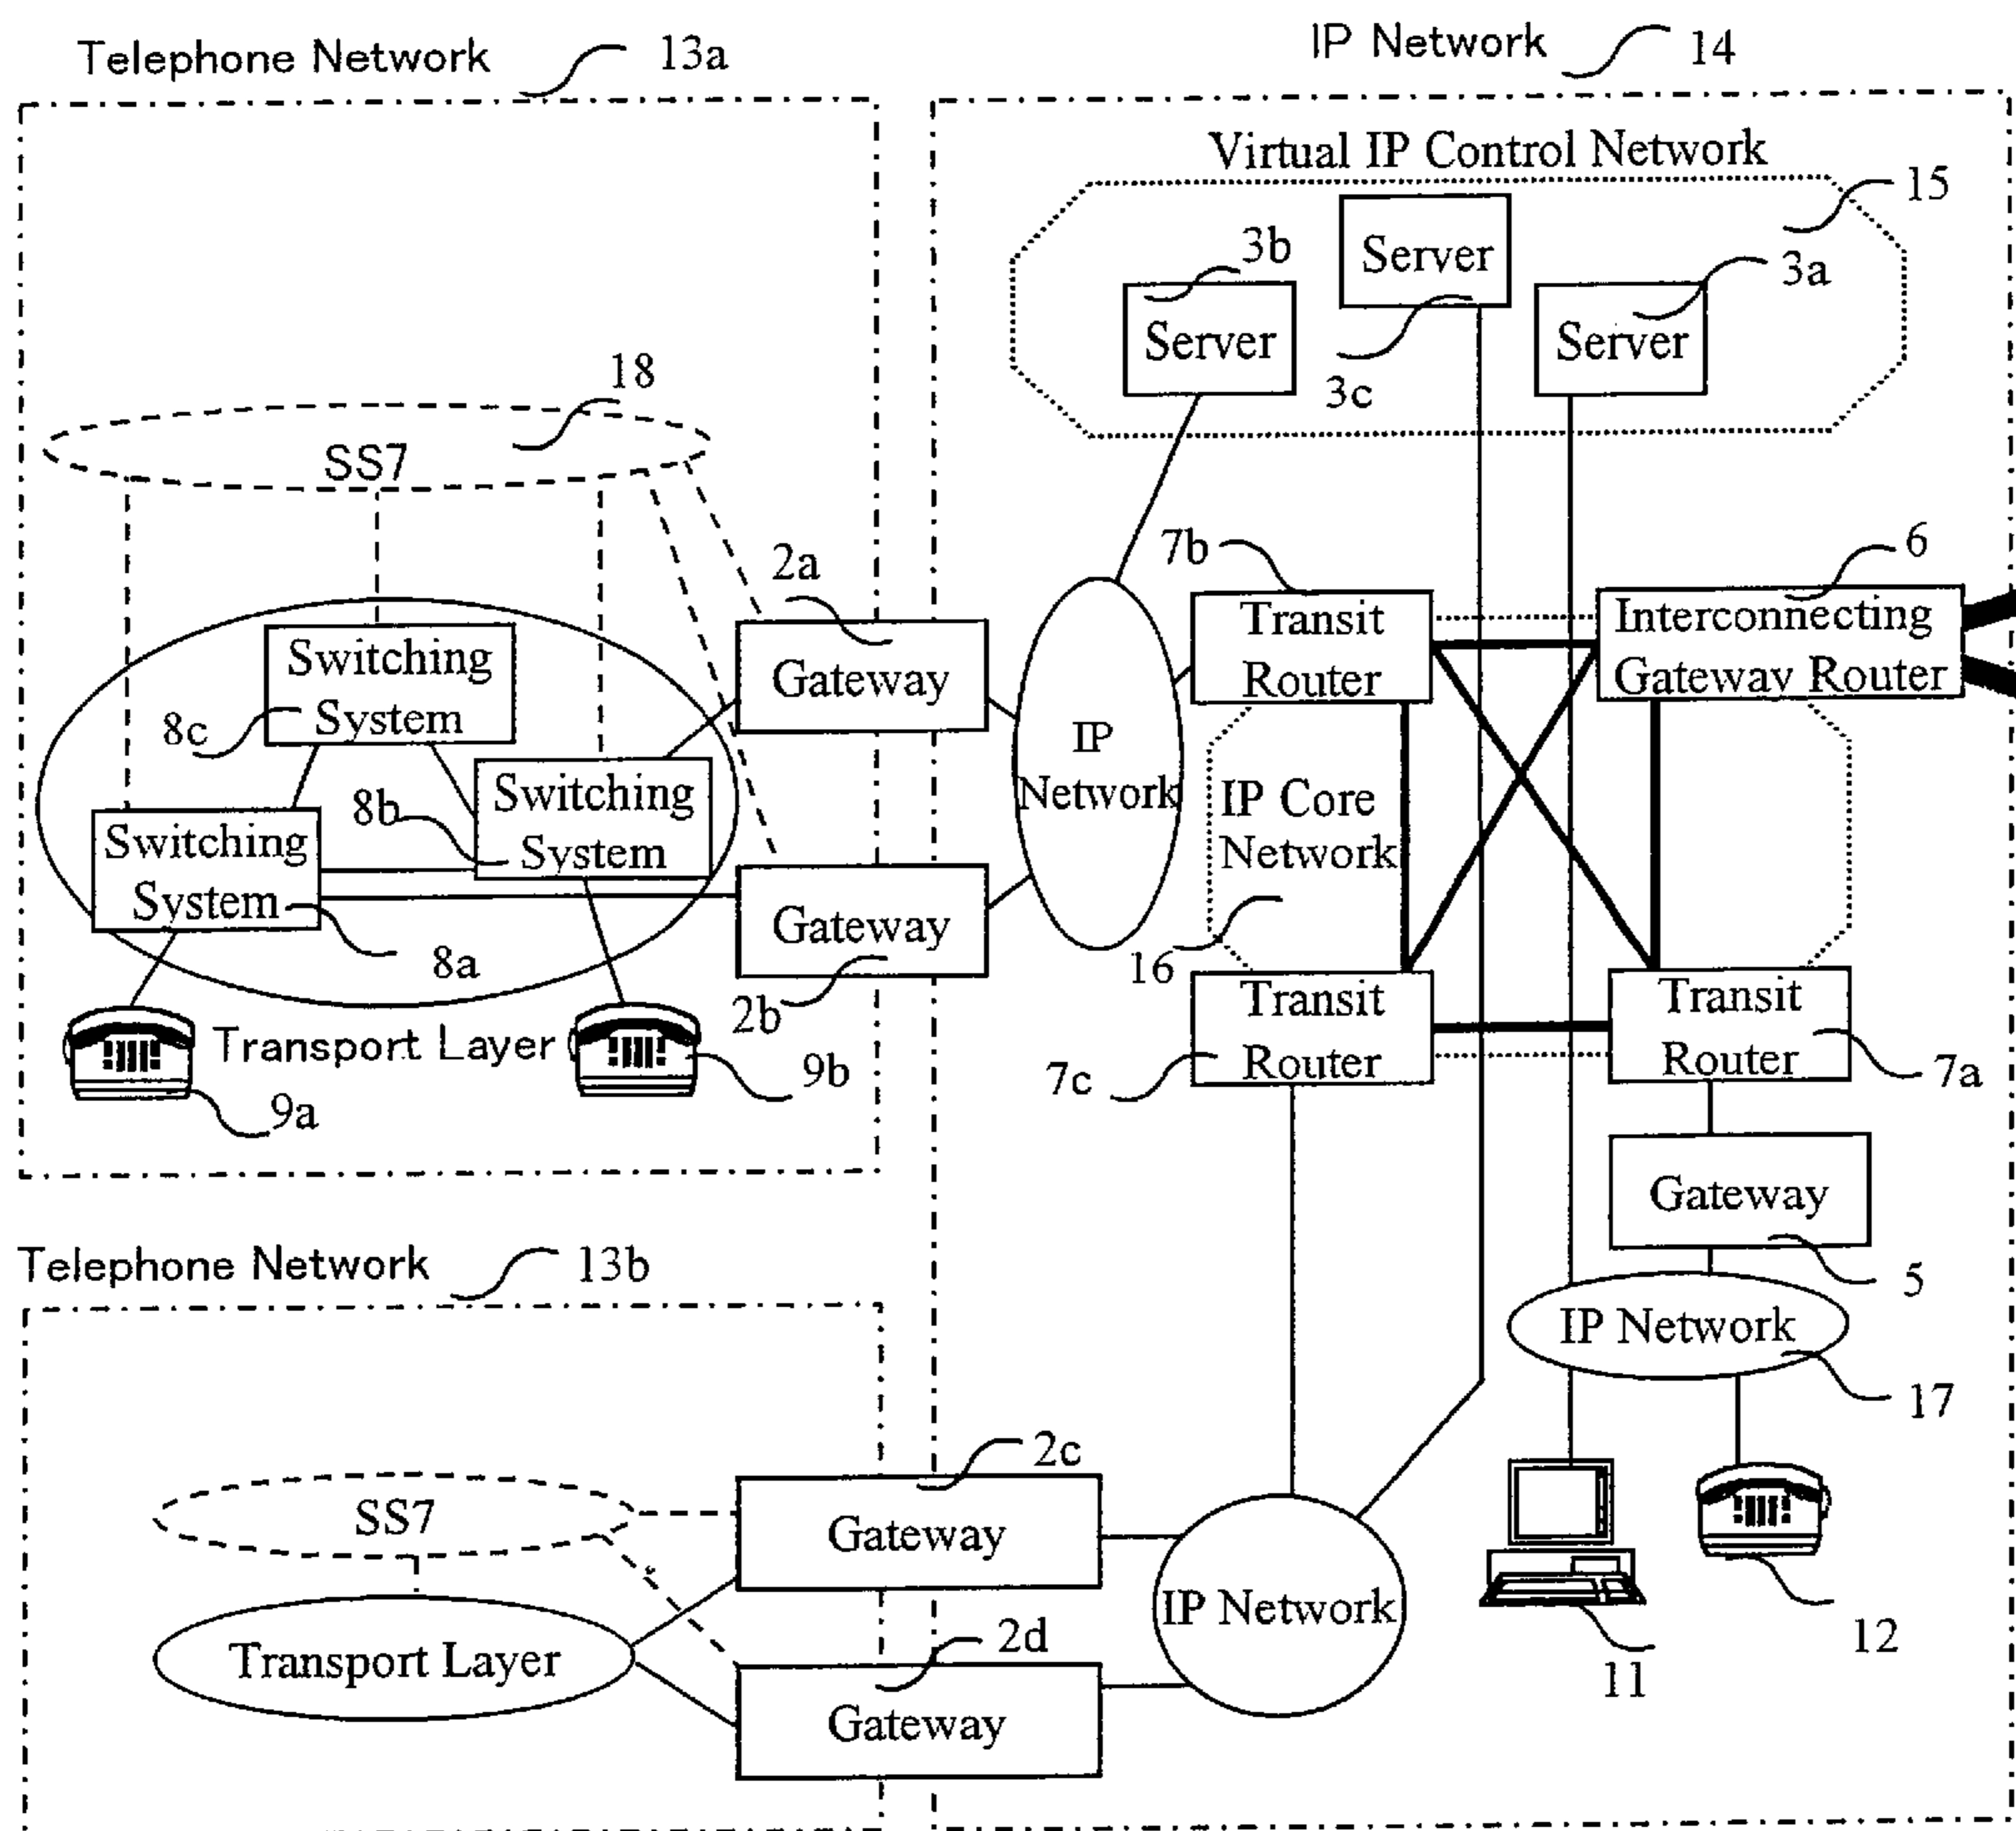 Telephone Network 13a
IP Network 14
Virtual IP Control Network
15
Server
3b
3a
Server
Server
3c
18
SS7
7b
6
2a
Transit
Router
Interconnecting
Gateway Router
Gateway
Switching
System
8c
IP
Network
IP Core
Network
Switching
System
8b
Switching
System
8a
16
Gateway
2b
Transit
Router
7c
Transit
Router
7a
Transport Layer
9b
9a
Gateway
5
Telephone Network 13b
IP Network
17
2c
SS7
Gateway
IP Network
Transport Layer
2d
Gateway
11
12